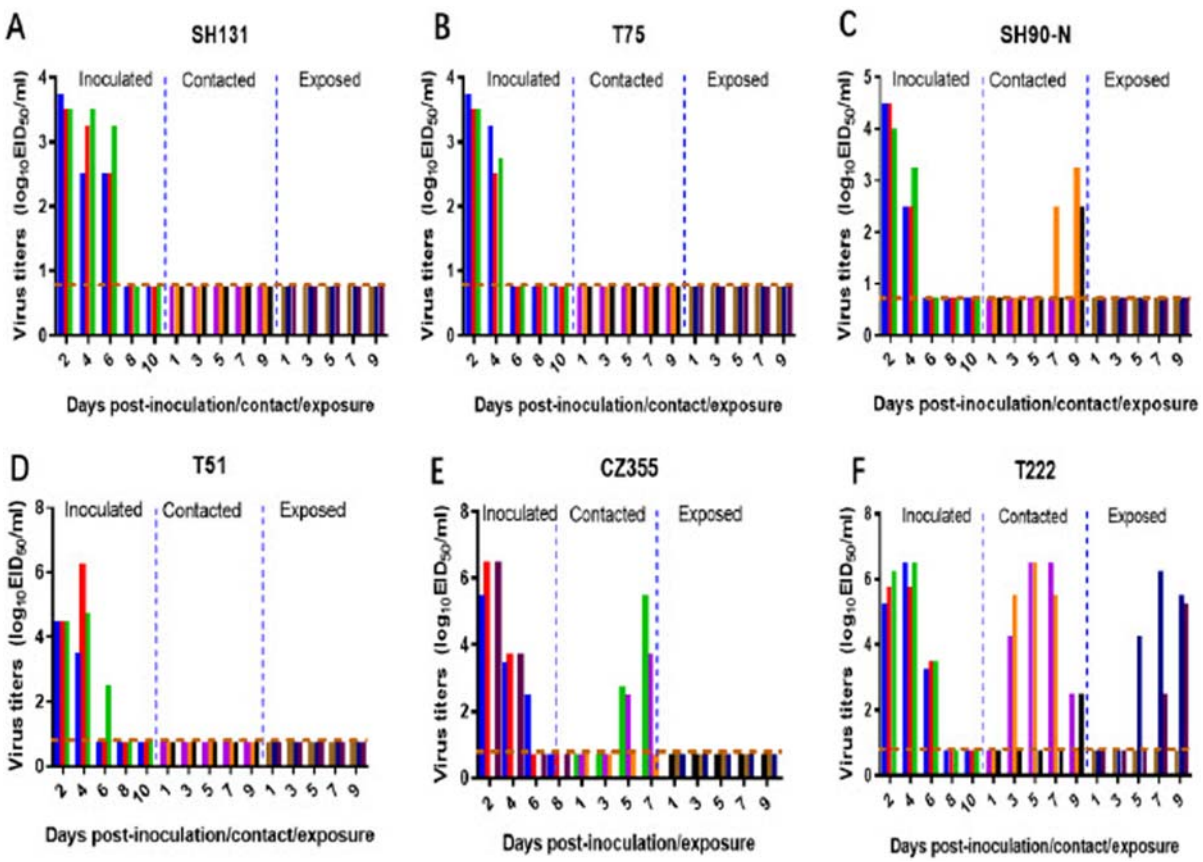 A
SH131
Virus titers (log10EID50/ml)
4
3
2
1
0
Inoculated
Contacted
Exposed
2 4 6 8 10 1 3 5 7 9 1 3 5 7 9
Days post-inoculation/contact/exposure
B
T75
Virus titers (log10EID50/ml)
4
3
2
1
0
Inoculated
Contacted
Exposed
2 4 6 8 10 1 3 5 7 9 1 3 5 7 9
Days post-inoculation/contact/exposure
C
SH90-N
Virus titers (log10EID50/ml)
5
4
3
2
1
0
Inoculated
Contacted
Exposed
2 4 6 8 10 1 3 5 7 9 1 3 5 7 9
Days post-inoculation/contact/exposure
D
T51
Virus titers (log10EID50/ml)
8
6
4
2
0
Inoculated
Contacted
Exposed
2 4 6 8 10 1 3 5 7 9 1 3 5 7 9
Days post-inoculation/contact/exposure
E
CZ355
Virus titers (log10EID50/ml)
8
6
4
2
0
Inoculated
Contacted
Exposed
2 4 6 8 1 3 5 7 1 3 5 7 9
Days post-inoculation/contact/exposure
F
T222
Virus titers (log10EID50/ml)
8
6
4
2
0
Inoculated
Contacted
Exposed
2 4 6 8 10 1 3 5 7 9 1 3 5 7 9
Days post-inoculation/contact/exposure